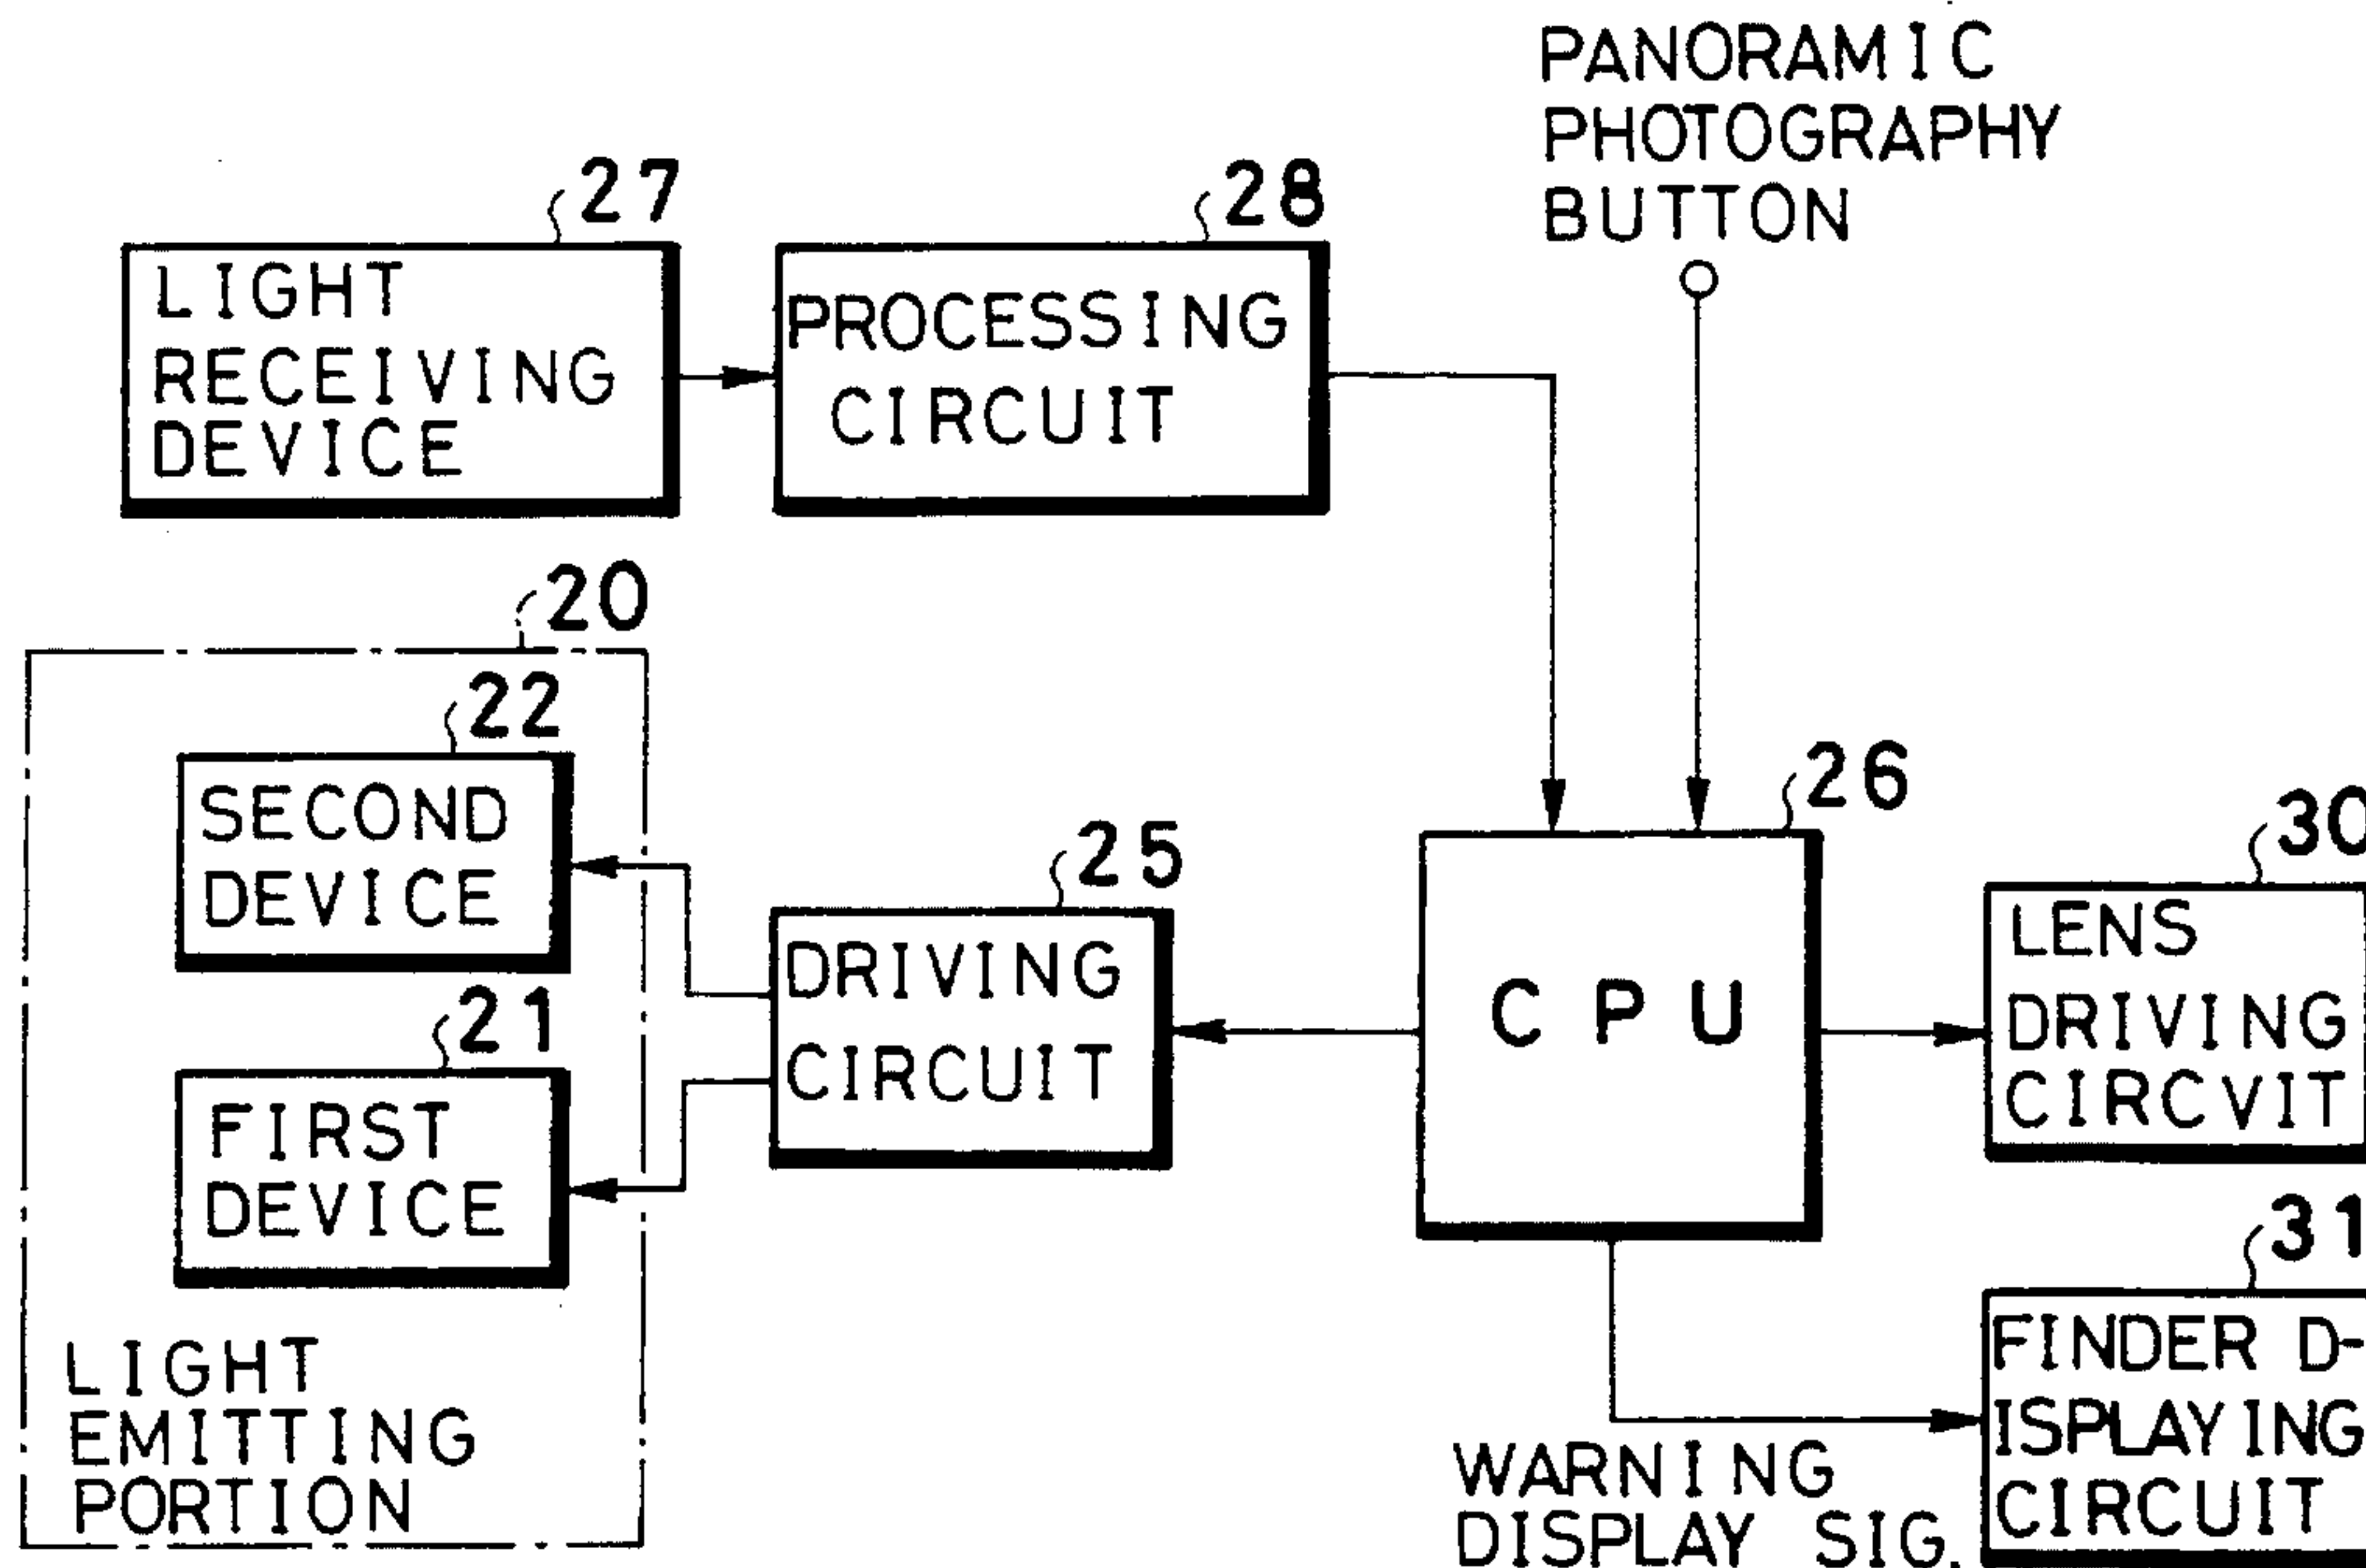 PANORAMIC
PHOTOGRAPHY
BUTTON
27
LIGHT
RECEIVING
DEVICE
28
PROCESSING
CIRCUIT
20
22
SECOND
DEVICE
21
FIRST
DEVICE
LIGHT
EMITTING
PORTION
25
DRIVING
CIRCUIT
26
CPU
30
LENS
DRIVING
CIRCVIT
31
FINDER D-
ISPLAYING
CIRCUIT
WARNING
DISPLAY SIG.